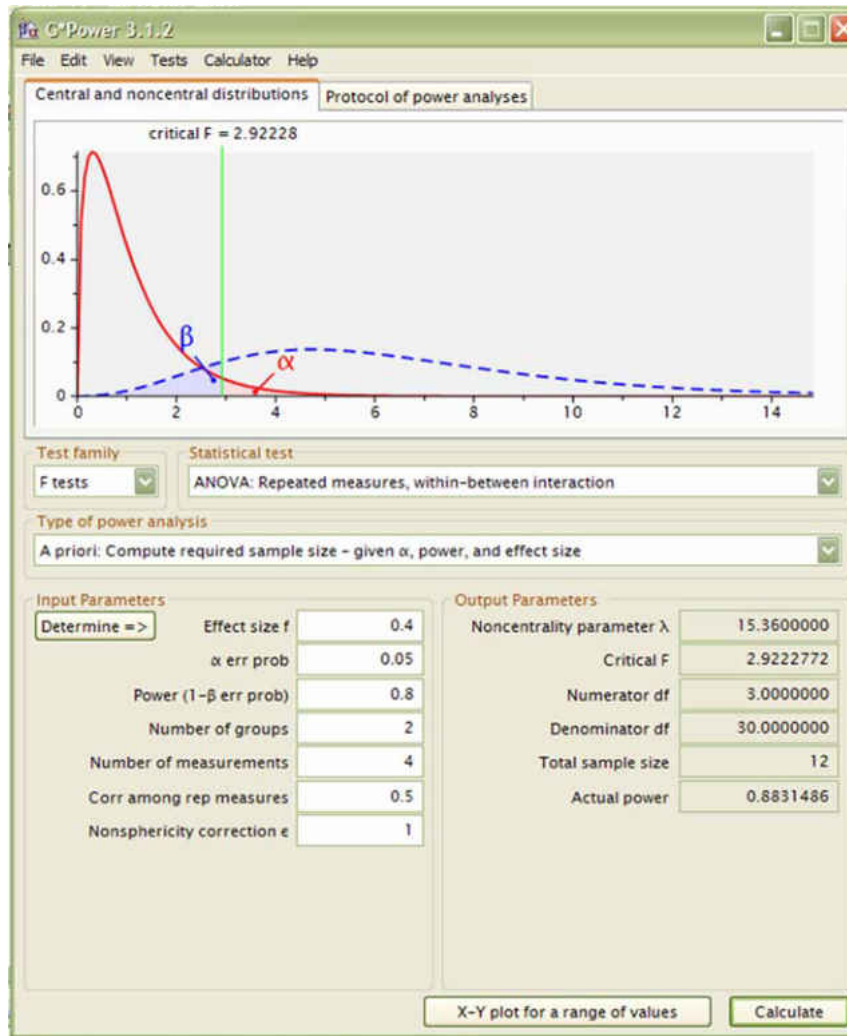 G*Power 3.1.2
File Edit View Tests Calculator Help
Central and noncentral distributions Protocol of power analyses
critical F = 2.92228
0.6
0.4
0.2
0
β
α
0 2 4 6 8 10 12 14
Test family Statistical test
F tests ANOVA: Repeated measures, within-between interaction
Type of power analysis
A priori: Compute required sample size - given α, power, and effect size
Input Parameters Output Parameters
Determine => Effect size f 0.4 Noncentrality parameter λ 15.3600000
α err prob 0.05 Critical F 2.9222772
Power (1-β err prob) 0.8 Numerator df 3.0000000
Number of groups 2 Denominator df 30.0000000
Number of measurements 4 Total sample size 12
Corr among rep measures 0.5 Actual power 0.8831486
Nonsphericity correction ϵ 1
X-Y plot for a range of values Calculate